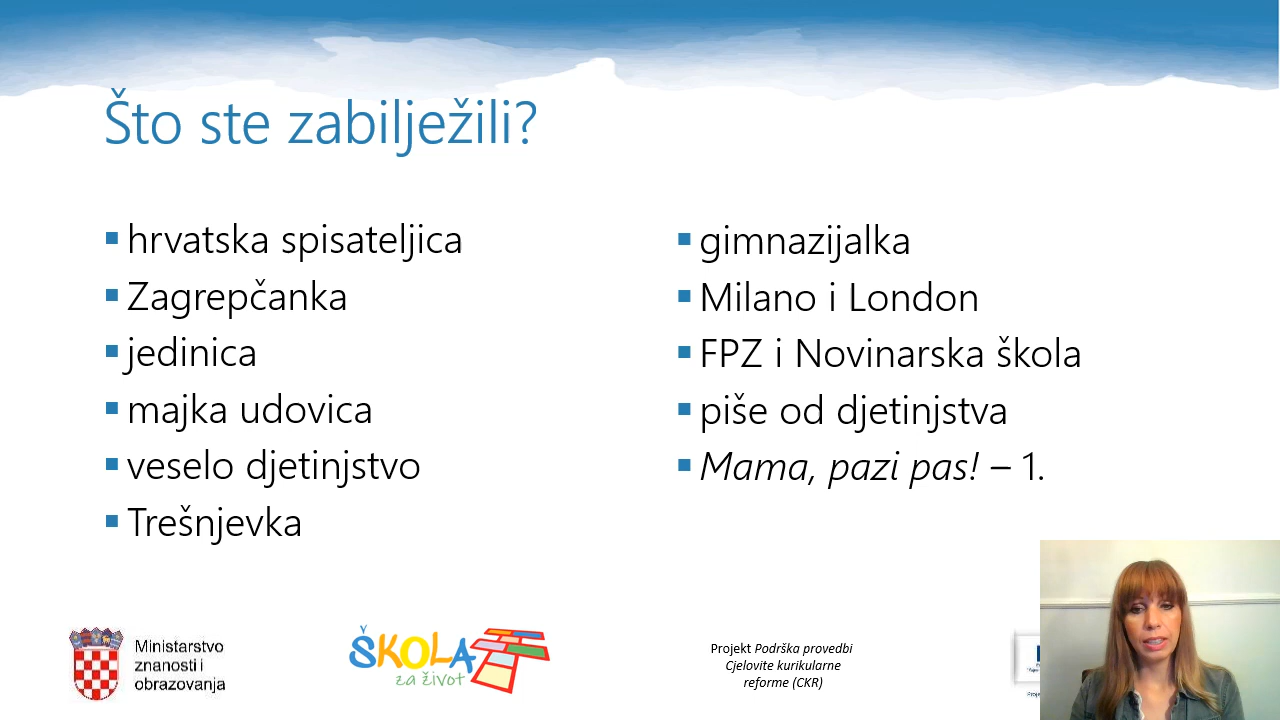 Što ste zabilježili?
▪ hrvatska spisateljica
▪ Zagrepčanka
▪ jedinica
▪ majka udovica
▪ veselo djetinjstvo
▪ Trešnjevka
▪ gimnazijalka
▪ Milano i London
▪ FPZ i Novinarska škola
▪ piše od djetinjstva
▪ Mama, pazi pas! – 1.
Ministarstvo
znanosti i
obrazovanja
ŠKOLA
za život
Projekt Podrška provedbi
Cjelovite kurikularne
reforme (CKR)